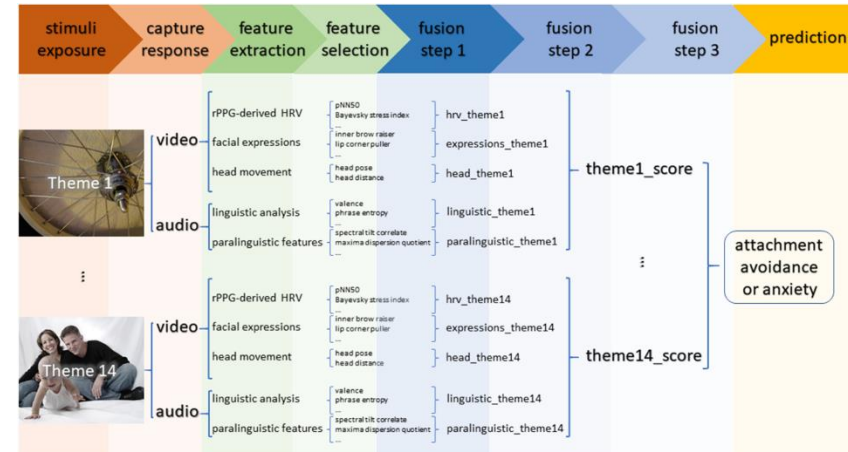 stimuli exposure
capture response
feature extraction
feature selection
fusion step 1
fusion step 2
fusion step 3
prediction
Theme 1
video
rPPG-derived HRV
pNN50
Bayevsky stress index
...
hrv_theme1
facial expressions
inner brow raiser
lip corner puller
...
expressions_theme1
head movement
head pose
head distance
head_theme1
theme1_score
audio
linguistic analysis
valence
phrase entropy
...
linguistic_theme1
paralinguistic features
spectral tilt correlate
maxima dispersion quotient
...
paralinguistic_theme1
...
...
attachment
avoidance
or anxiety
Theme 14
video
rPPG-derived HRV
pNN50
Bayevsky stress index
...
hrv_theme14
facial expressions
inner brow raiser
lip corner puller
...
expressions_theme14
head movement
head pose
head distance
head_theme14
theme14_score
audio
linguistic analysis
valence
phrase entropy
...
linguistic_theme14
paralinguistic features
spectral tilt correlate
maxima dispersion quotient
...
paralinguistic_theme14